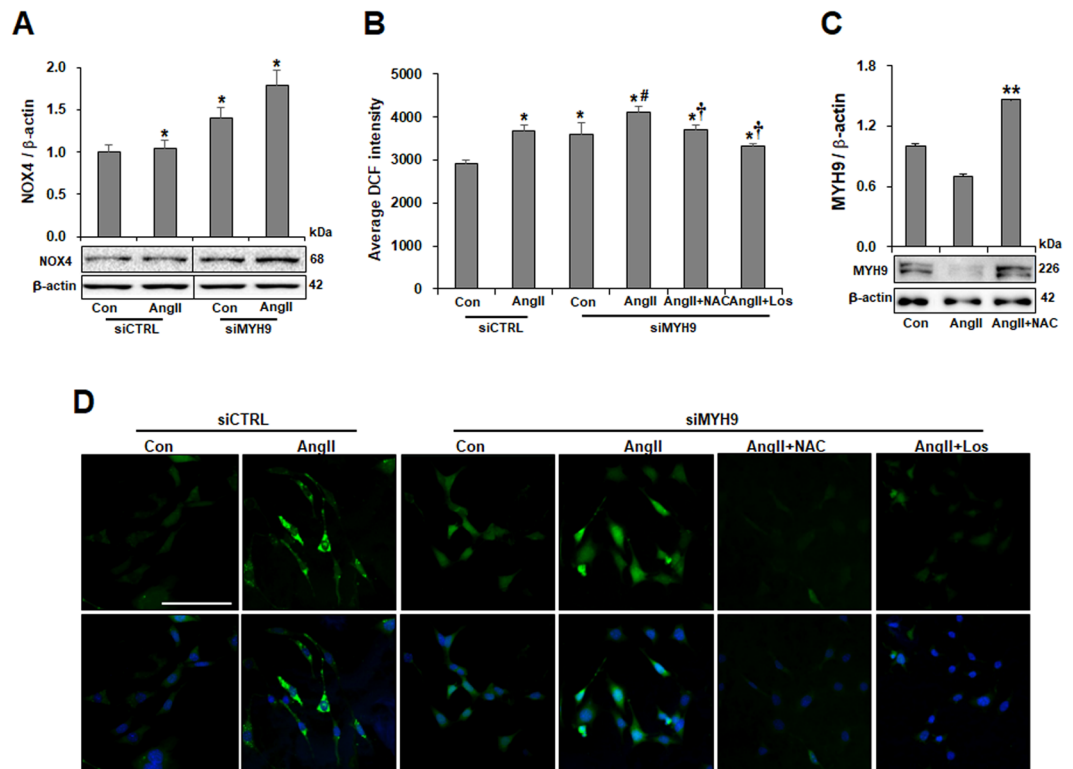 A
NOX4 / β-actin
2.0
1.5
1.0
0.5
0.0
*
*
*
kDa
NOX4
68
β-actin
42
Con AngII Con AngII
siCTRL siMYH9
B
Average DCF intensity
5000
4000
3000
2000
1000
0
*
*
*#
*†
*†
Con AngII Con AngII AngII+NAC AngII+Los
siCTRL siMYH9
C
MYH9 / β-actin
1.8
1.2
0.6
0.0
**
kDa
MYH9
226
β-actin
42
Con AngII AngII+NAC
D
siCTRL siMYH9
Con AngII Con AngII AngII+NAC AngII+Los